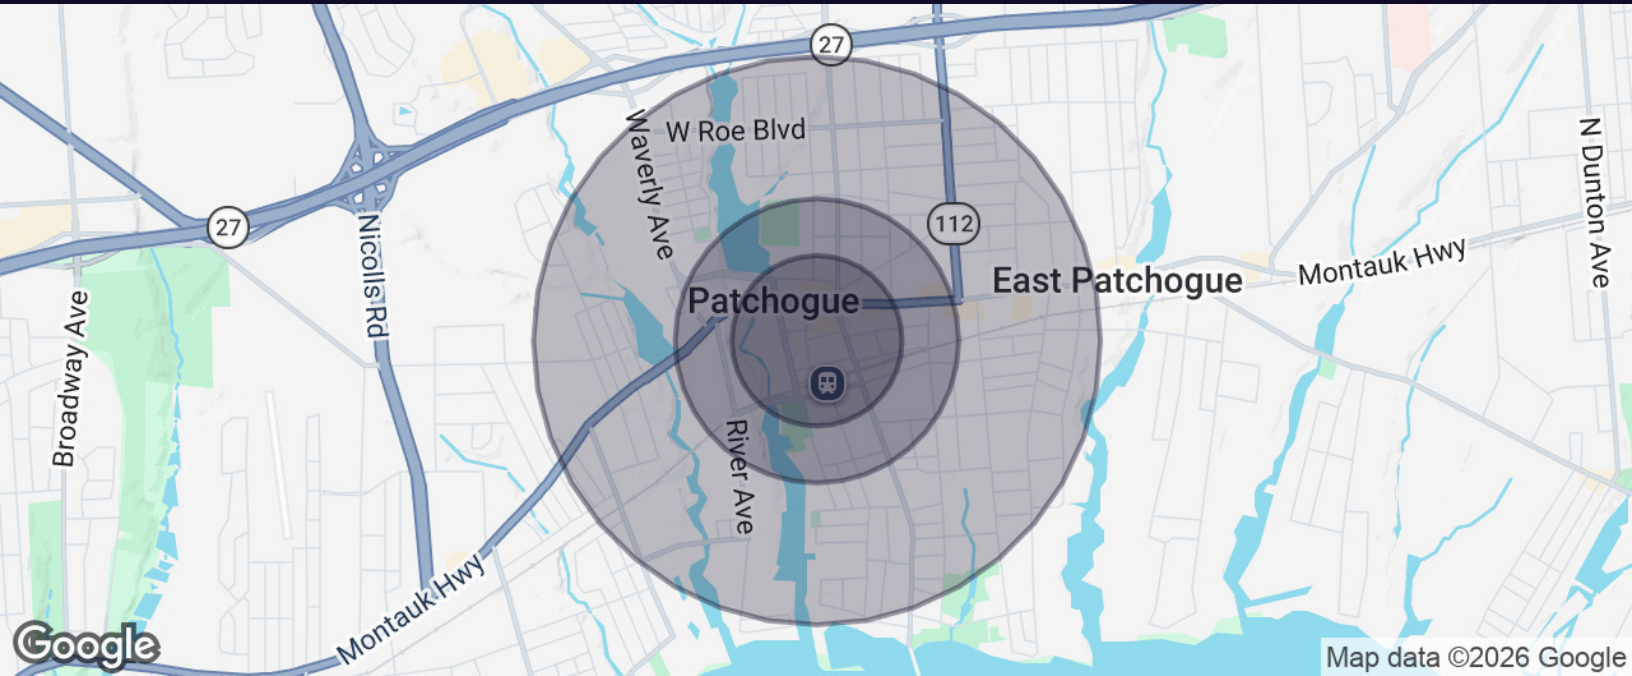 27
W Roe Blvd
Waverly Ave
N Dunton Ave
27
Nicolls Rd
112
Montauk Hwy
East Patchogue
Patchogue
Broadway Ave
River Ave
Montauk Hwy
Google
Map data ©2026 Google